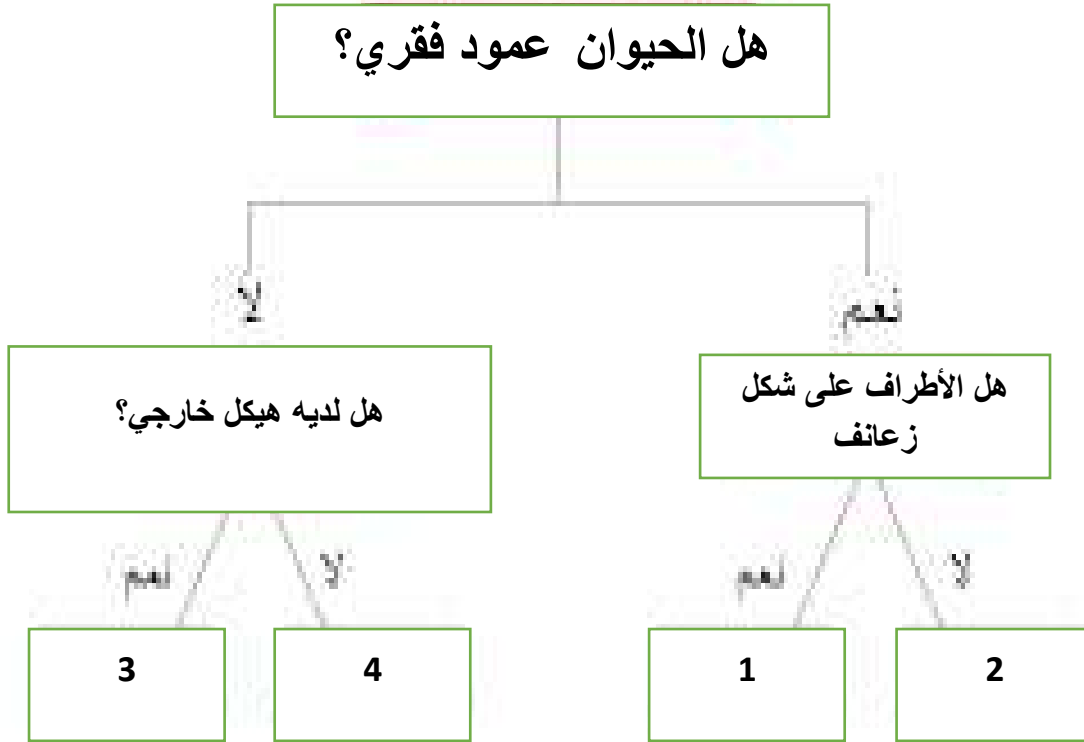 هل الحيوان عمود فقري؟
نعم
لا
هل الأطراف على شكل
زعانف
هل لديه هيكل خارجي؟
لا
نعم
لا
نعم
2
1
4
3